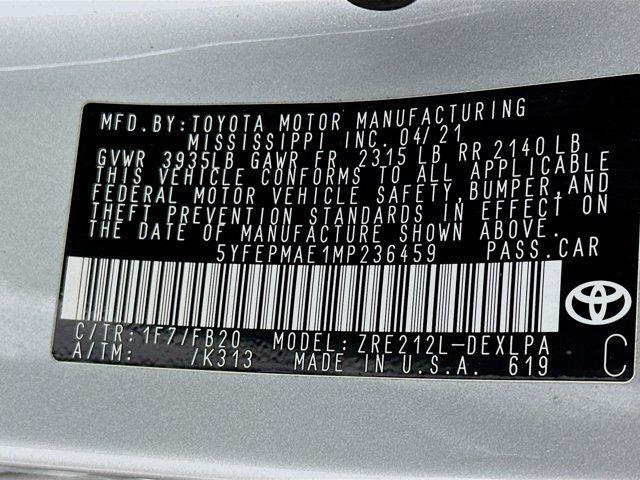 MFD.BY:TOYOTA MOTOR MANUFACTURING
MISSISSIPPI INC. 04/21
GVWR 3935LB GAWR FR. 2315 LB RR 2140 LB
THIS VEHICLE CONFORMS TO ALL APPLICABLE
FEDERAL MOTOR VEHICLE SAFETY,BUMPER,AND
THEFT PREVENTION STANDARDS IN EFFECT ON
THE DATE OF MANUFACTURE SHOWN ABOVE.
5YFEPMAE1MP236459 PASS.CAR
C/TR:1F7/FB20 MODEL:ZRE212L-DEXLPA
A/TM: /K313 MADE IN U.S.A. 619 C